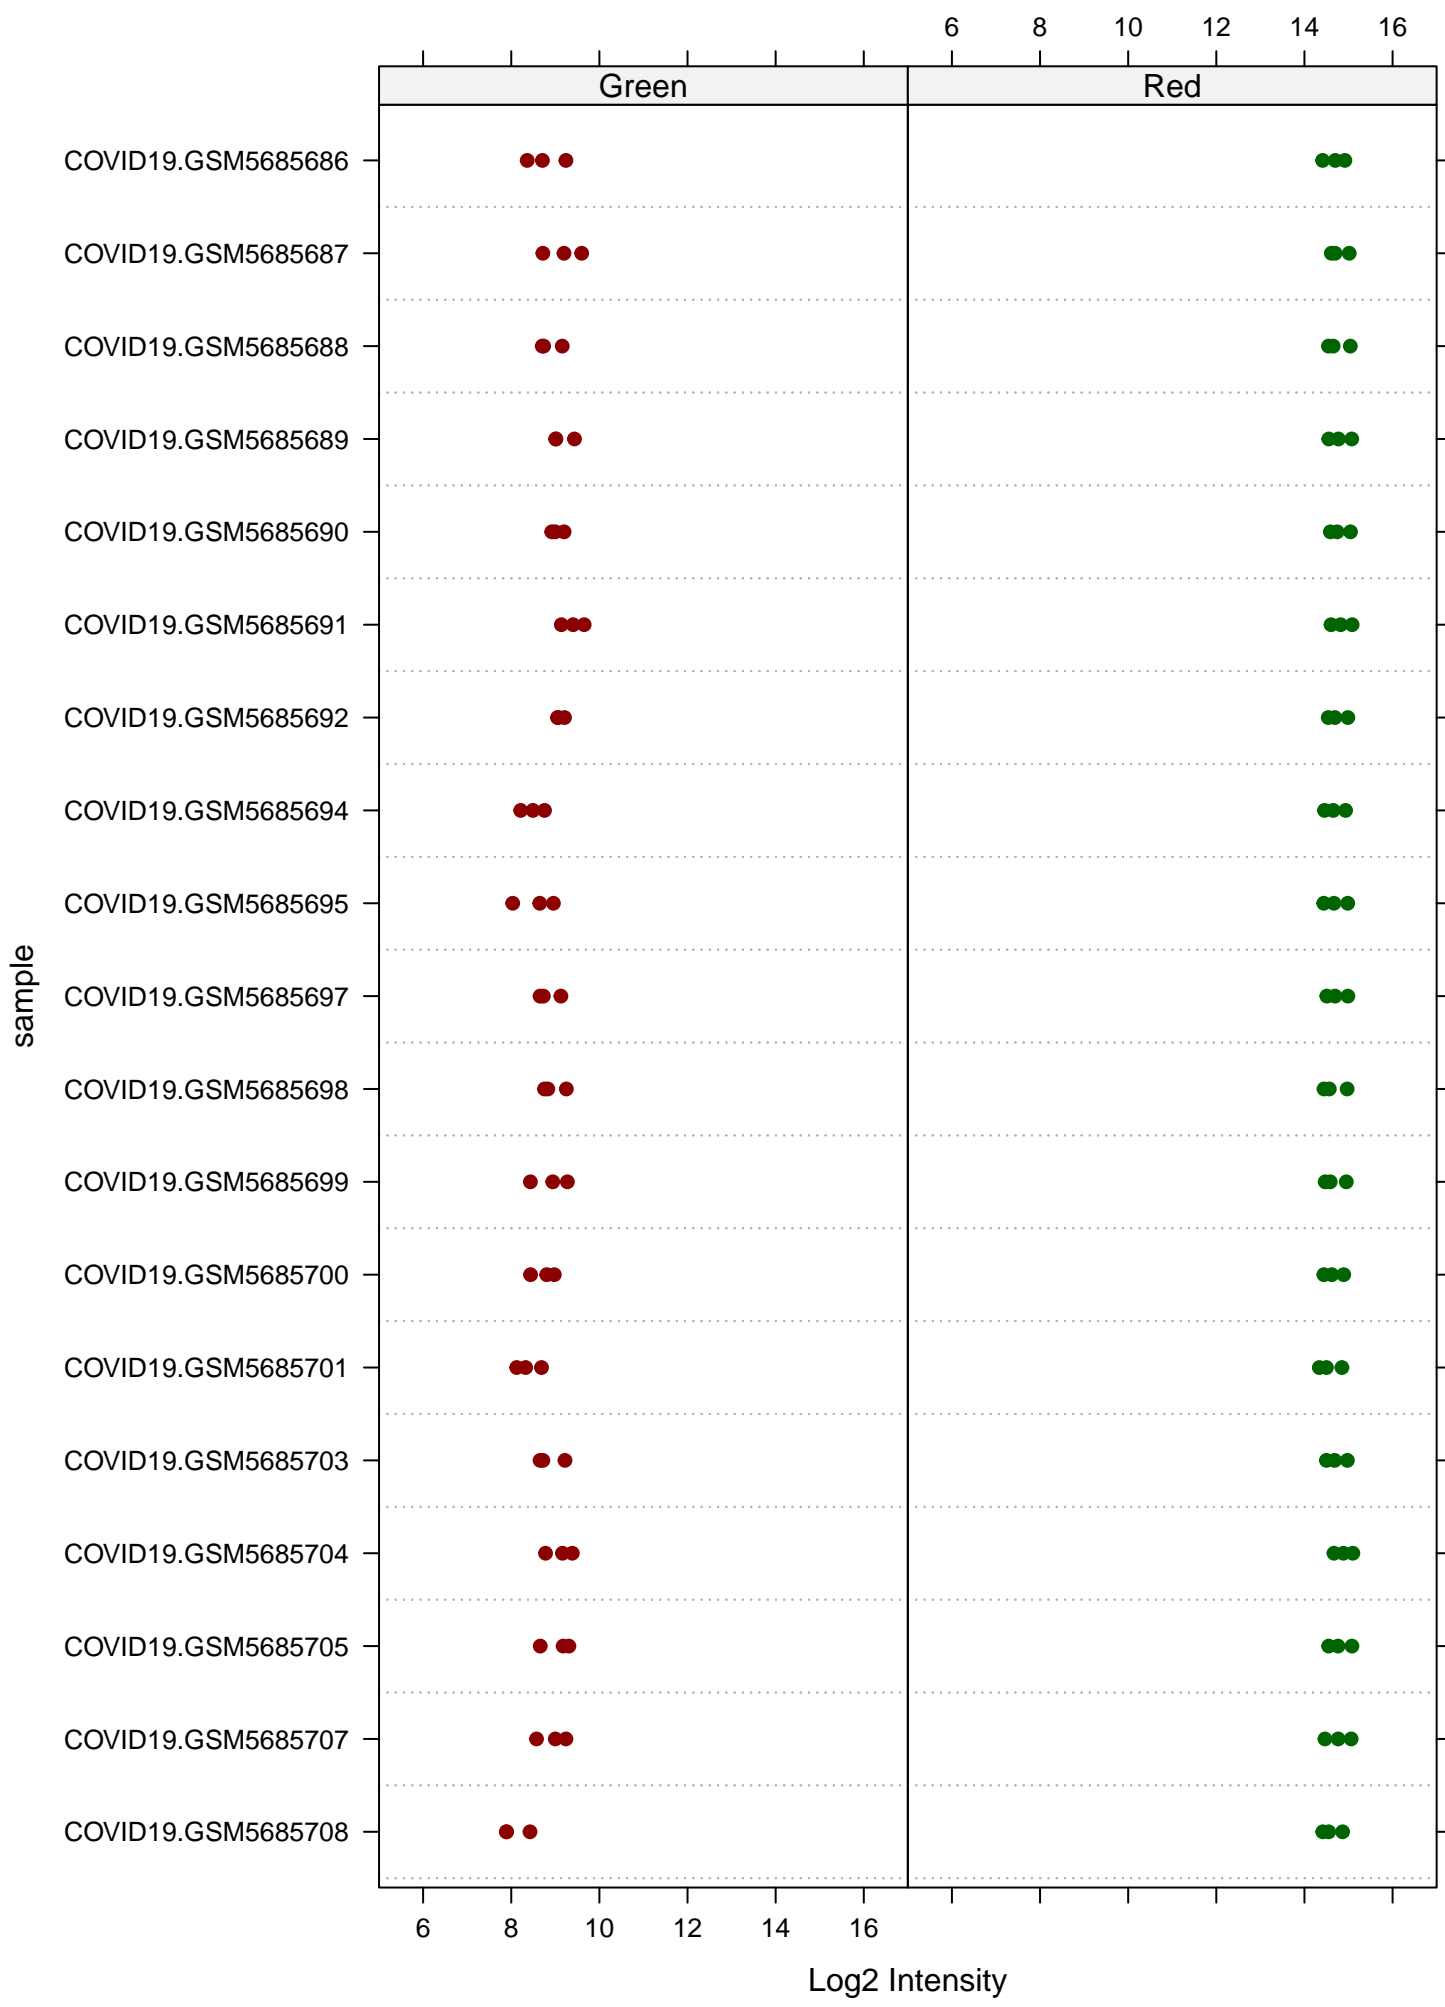 6 8 10 12 14 16
Green Red
COVID19.GSM5685686
COVID19.GSM5685687
COVID19.GSM5685688
COVID19.GSM5685689
COVID19.GSM5685690
COVID19.GSM5685691
COVID19.GSM5685692
COVID19.GSM5685694
COVID19.GSM5685695
COVID19.GSM5685697
COVID19.GSM5685698
COVID19.GSM5685699
COVID19.GSM5685700
COVID19.GSM5685701
COVID19.GSM5685703
COVID19.GSM5685704
COVID19.GSM5685705
COVID19.GSM5685707
COVID19.GSM5685708
sample
6 8 10 12 14 16
Log2 Intensity